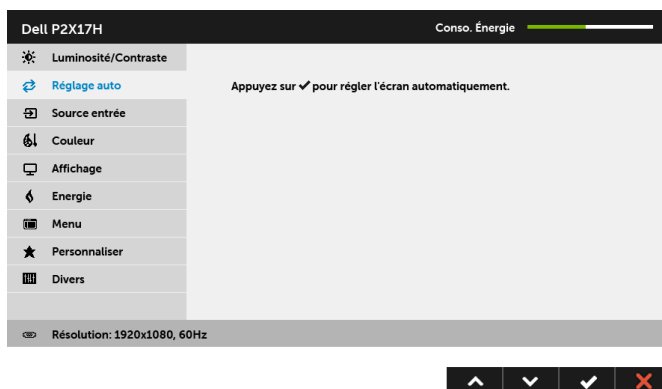 Dell P2X17H
Conso. Énergie
Luminosité/Contraste
Réglage auto
Appuyez sur ✓ pour régler l'écran automatiquement.
Source entrée
Couleur
Affichage
Energie
Menu
Personnaliser
Divers
Résolution: 1920x1080, 60Hz